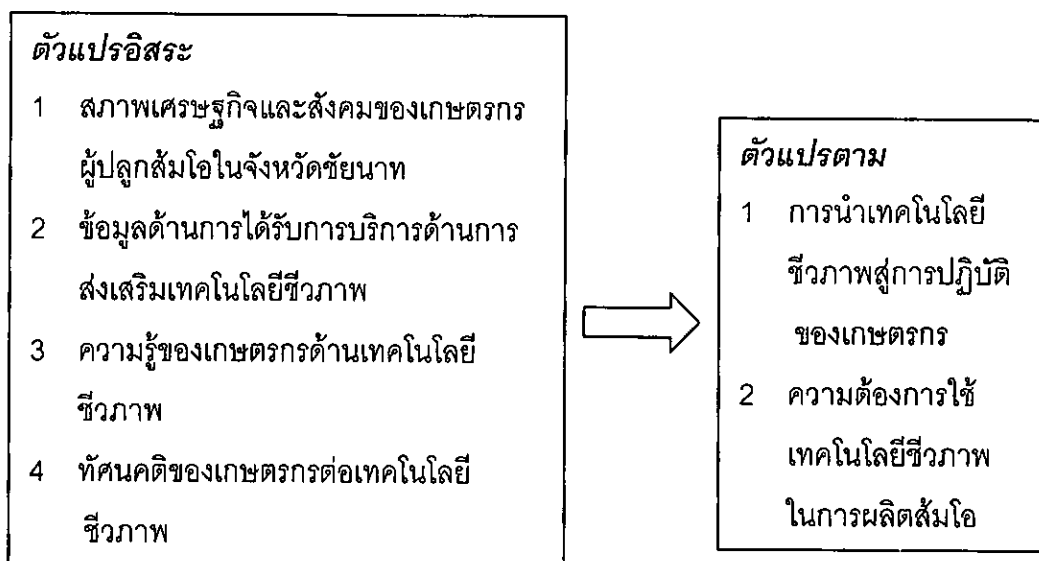 ตัวแปรอิสระ
1 สภาพเศรษฐกิจและสังคมของเกษตรกร
ผู้ปลูกส้มโอในจังหวัดชัยนาท
2 ข้อมูลด้านการได้รับการบริการด้านการ
ส่งเสริมเทคโนโลยีชีวภาพ
3 ความรู้ของเกษตรกรด้านเทคโนโลยี
ชีวภาพ
4 ทัศนคติของเกษตรกรต่อเทคโนโลยี
ชีวภาพ
ตัวแปรตาม
1 การนำเทคโนโลยี
ชีวภาพสู่การปฏิบัติ
ของเกษตรกร
2 ความต้องการใช้
เทคโนโลยีชีวภาพ
ในการผลิตส้มโอ